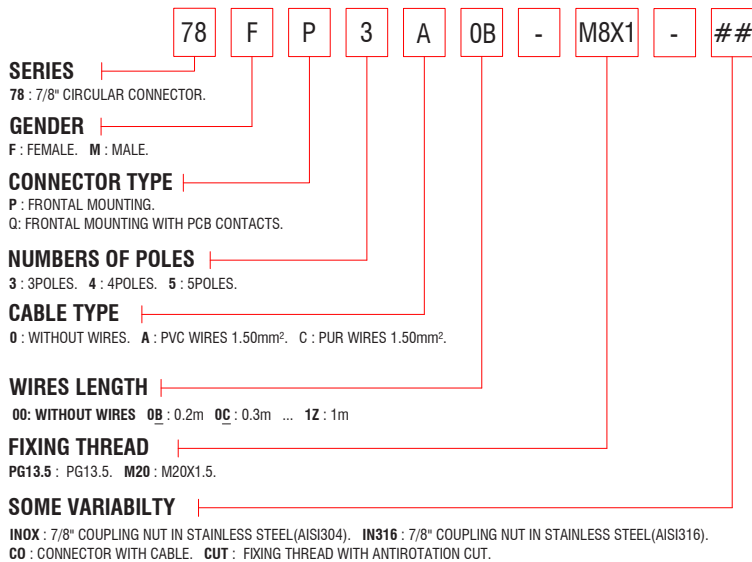 78 F P 3 A 0B - M8X1 - ##
SERIES
78 : 7/8" CIRCULAR CONNECTOR.
GENDER
F : FEMALE. M : MALE.
CONNECTOR TYPE
P : FRONTAL MOUNTING.
Q: FRONTAL MOUNTING WITH PCB CONTACTS.
NUMBERS OF POLES
3 : 3POLES. 4 : 4POLES. 5 : 5POLES.
CABLE TYPE
0 : WITHOUT WIRES. A : PVC WIRES 1.50mm². C : PUR WIRES 1.50mm².
WIRES LENGTH
00: WITHOUT WIRES 0B : 0.2m 0C : 0.3m ... 1Z : 1m
FIXING THREAD
PG13.5 : PG13.5. M20 : M20X1.5.
SOME VARIABILTY
INOX : 7/8" COUPLING NUT IN STAINLESS STEEL(AISI304). IN316 : 7/8" COUPLING NUT IN STAINLESS STEEL(AISI316).
CO : CONNECTOR WITH CABLE. CUT : FIXING THREAD WITH ANTIROTATION CUT.